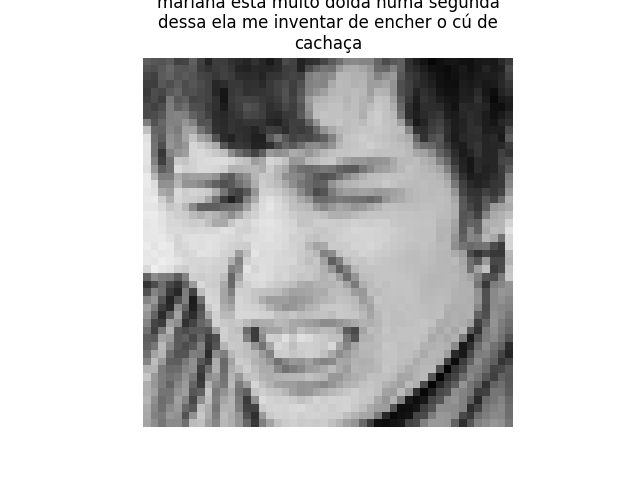 mariana está muito doida numa segunda
dessa ela me inventar de encher o cú de
cachaça